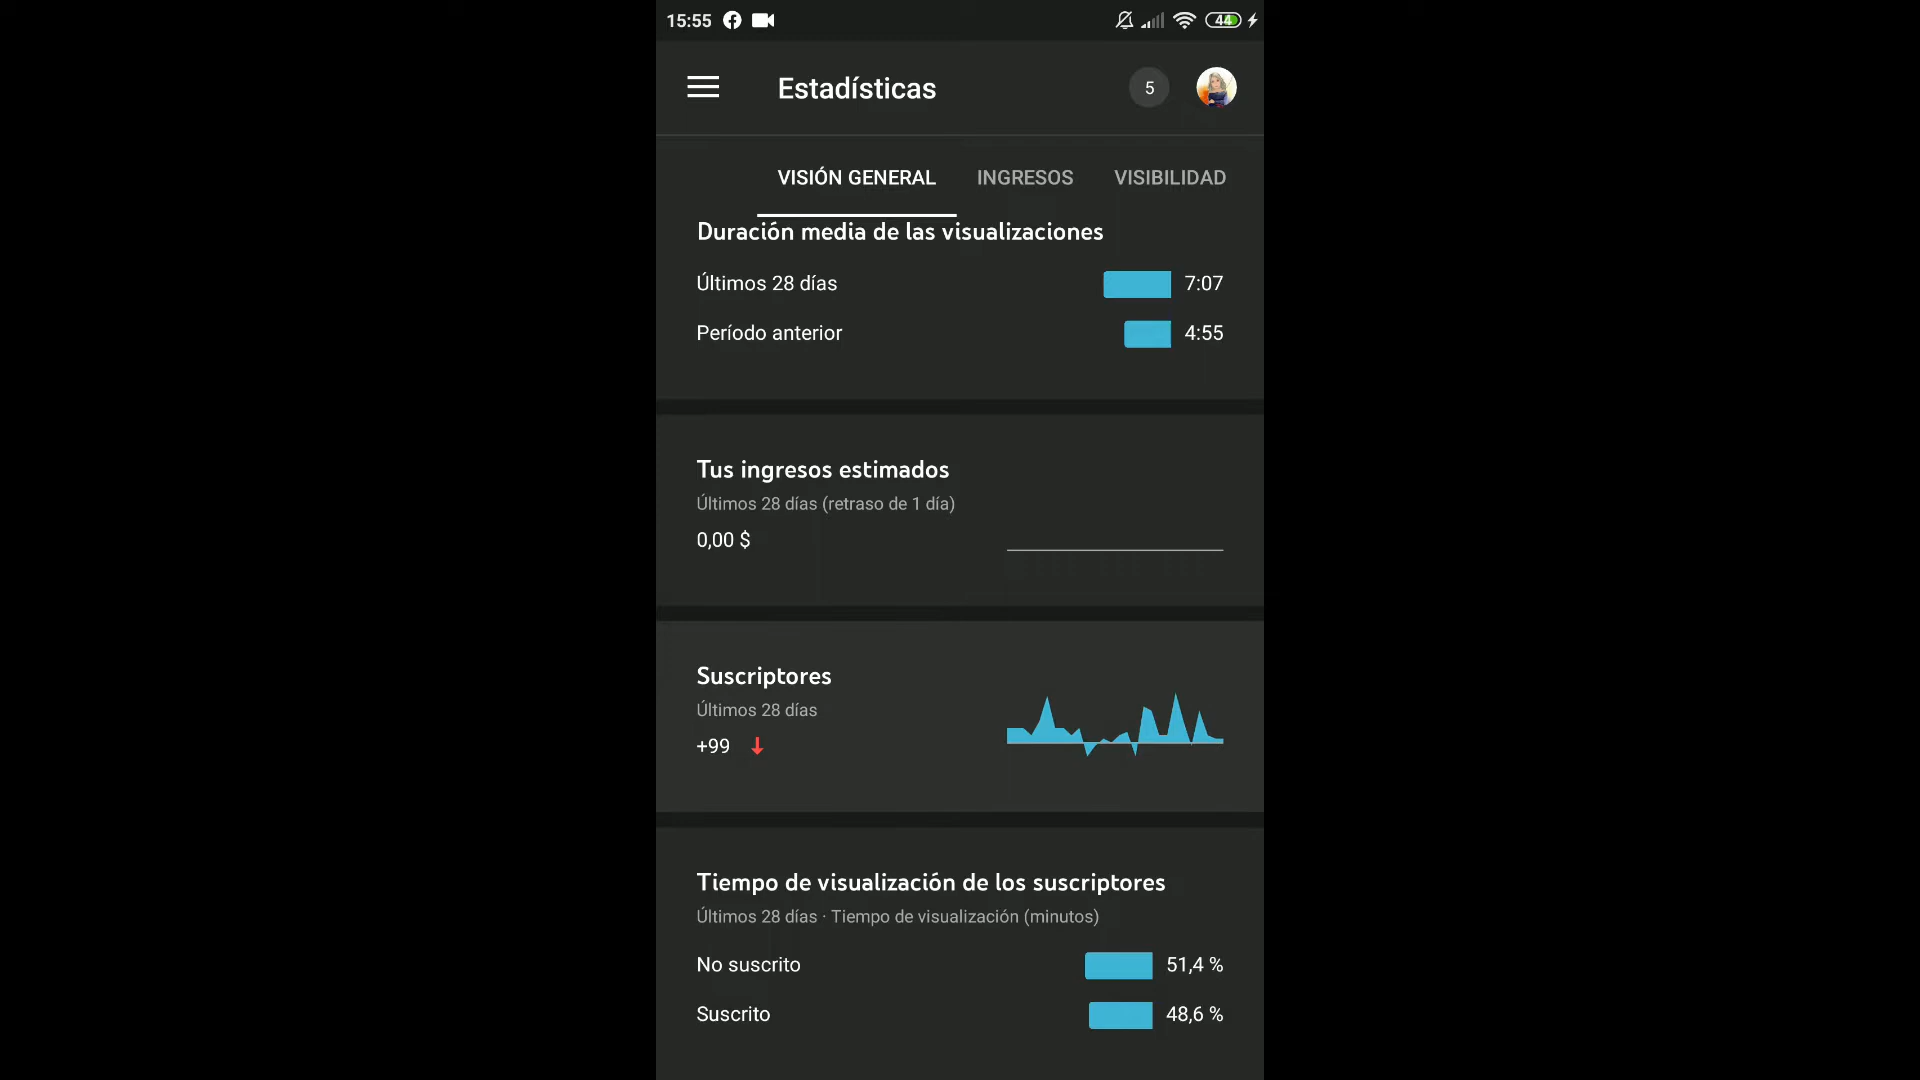 15:55
44
Estadísticas
5
VISIÓN GENERAL INGRESOS VISIBILIDAD
Duración media de las visualizaciones
Últimos 28 días 7:07
Período anterior 4:55
Tus ingresos estimados
Últimos 28 días (retraso de 1 día)
0,00 $
Suscriptores
Últimos 28 días
+99
Tiempo de visualización de los suscriptores
Últimos 28 días · Tiempo de visualización (minutos)
No suscrito 51,4 %
Suscrito 48,6 %